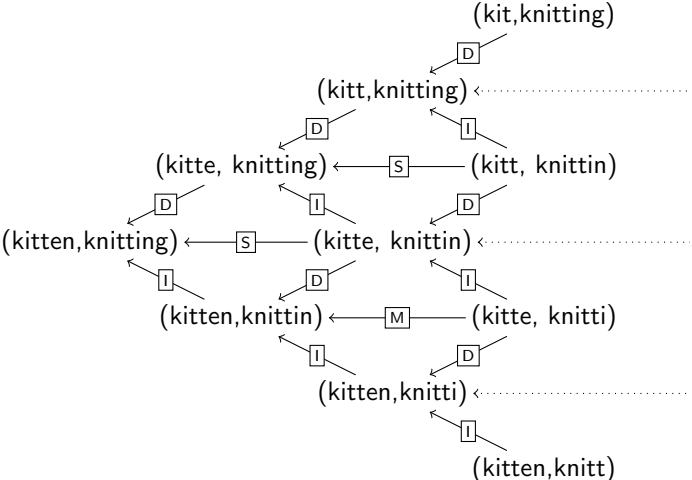 (kit,knitting)
D
(kitt,knitting)
D I
(kitte, knitting) S (kitt, knittin)
D I D
(kitten,knitting) S (kitte, knittin)
I D I
(kitten,knittin) M (kitte, knitti)
I D
(kitten,knitti)
I
(kitten,knitt)